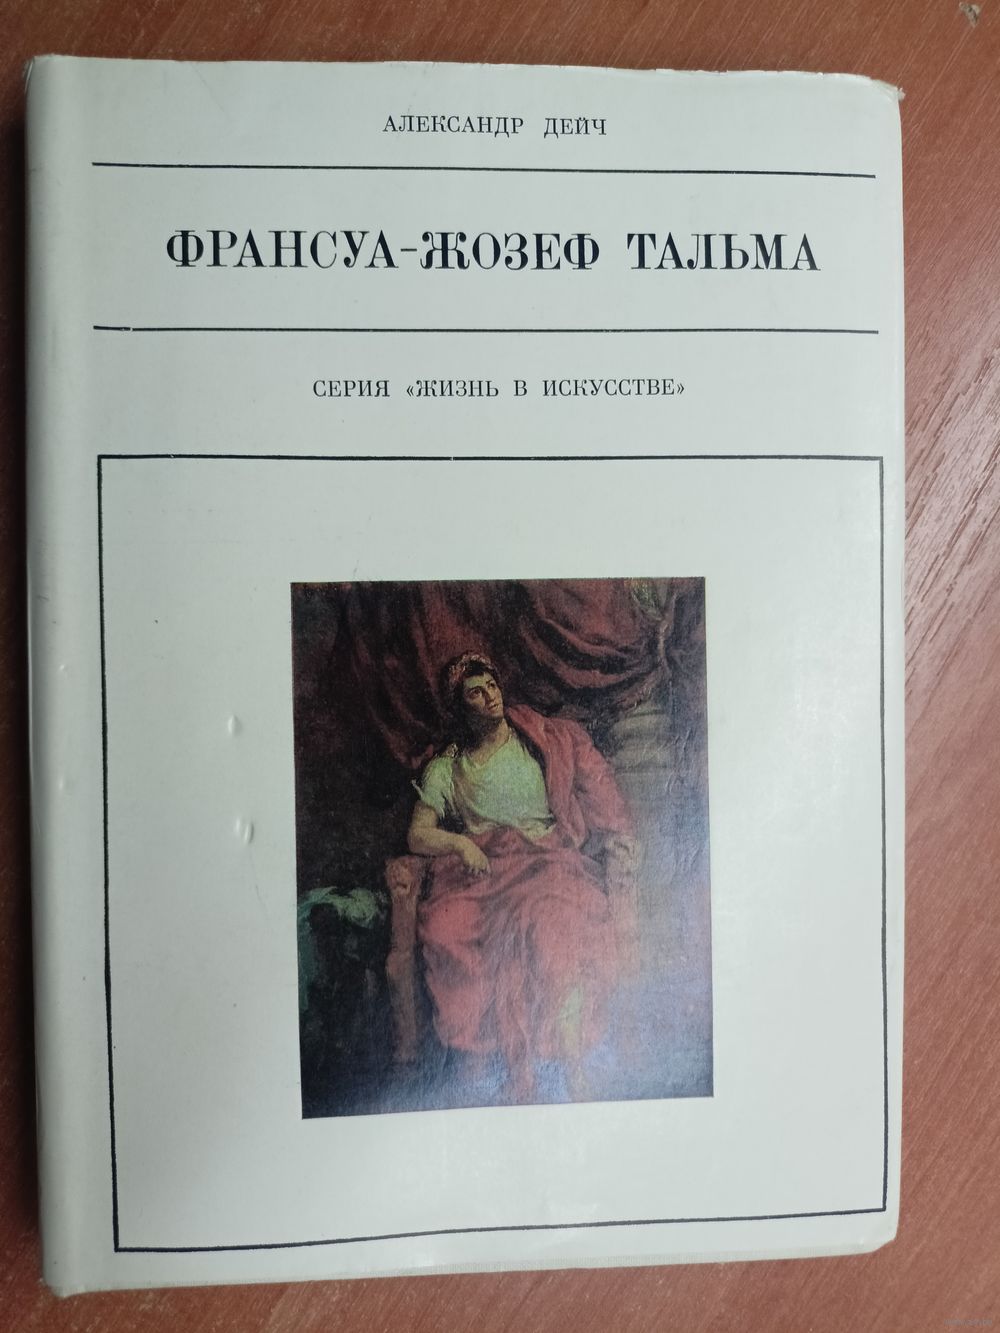 АЛЕКСАНДР ДЕЙЧ
ФРАНСУА-ЖОЗЕФ ТАЛЬМА
СЕРИЯ «ЖИЗНЬ В ИСКУССТВЕ»